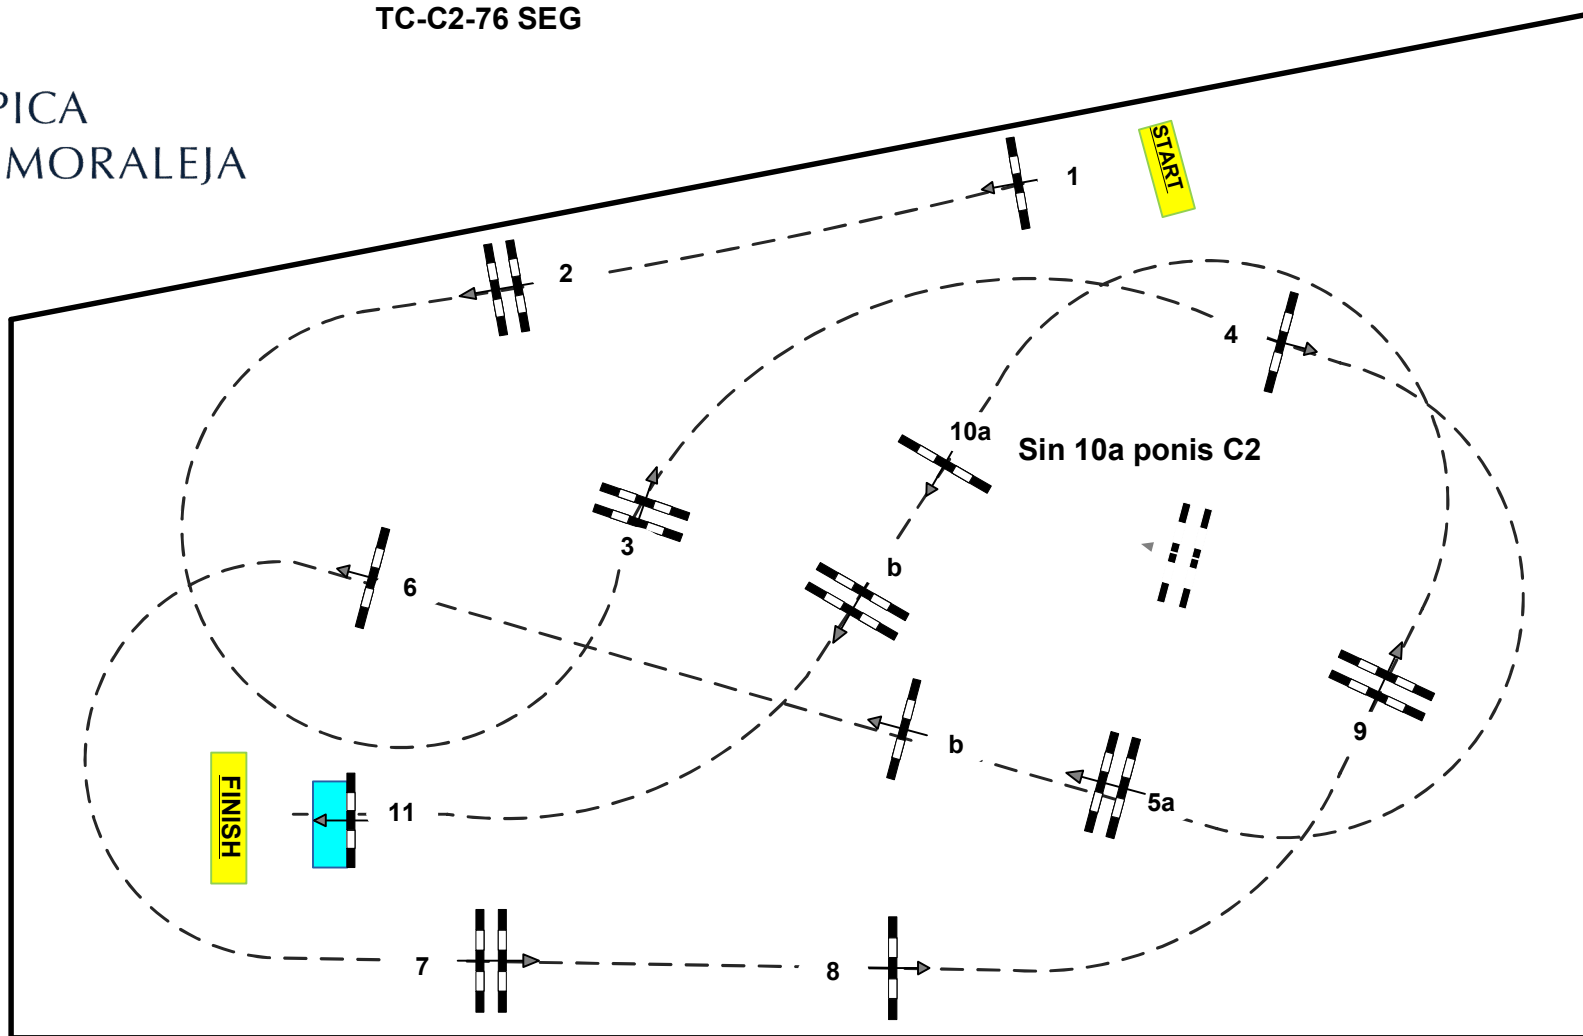 TC-C2-76 SEG
PICA
MORALEJA
START
1
2
4
10a
Sin 10a ponis C2
3
b
6
9
b
5a
11
FINISH
7
8